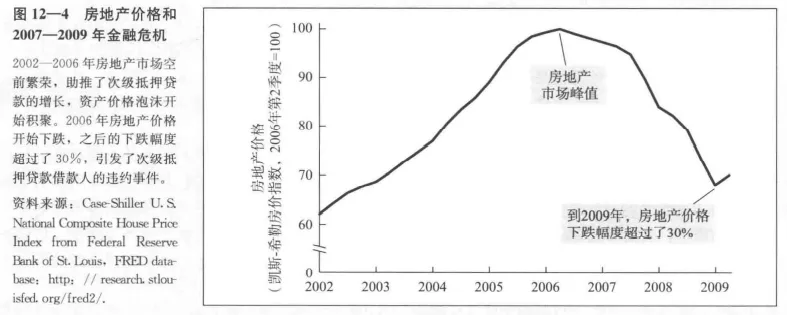 图 12—4 房地产价格和
2007—2009 年金融危机
2002—2006 年房地产市场空
前繁荣，助推了次级抵押贷
款的增长，资产价格泡沫开
始积聚。2006 年房地产价格
开始下跌，之后的下跌幅度
超过了 30%，引发了次级抵
押贷款借款人的违约事件。
资料来源：Case-Shiller U. S.
National Composite House Price
Index from Federal Reserve
Bank of St. Louis，FRED data-
base；http：// research. stlou-
isfed. org/fred2/.
房地产价格
（凯斯-希勒房价指数，2006年第2季度=100）
100
90
80
70
60
0
房地产
市场峰值
到2009年，房地产价格
下跌幅度超过了30%
2002 2003 2004 2005 2006 2007 2008 2009